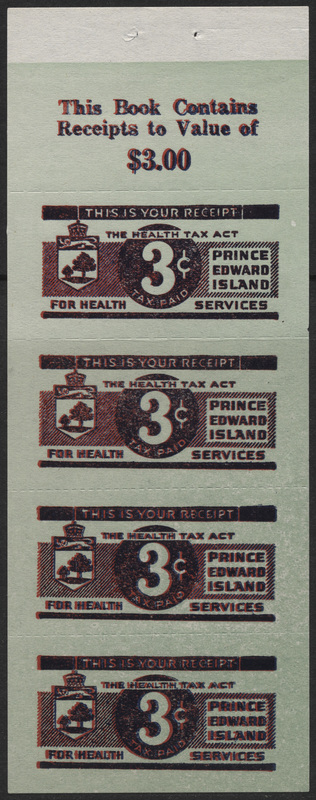 This Book Contains
Receipts to Value of
$3.00
THIS IS YOUR RECEIPT
THE HEALTH TAX ACT
3¢
PRINCE
EDWARD
ISLAND
TAX PAID
FOR HEALTH SERVICES
THIS IS YOUR RECEIPT
THE HEALTH TAX ACT
3¢
PRINCE
EDWARD
ISLAND
TAX PAID
FOR HEALTH SERVICES
THIS IS YOUR RECEIPT
THE HEALTH TAX ACT
3¢
PRINCE
EDWARD
ISLAND
TAX PAID
FOR HEALTH SERVICES
THIS IS YOUR RECEIPT
THE HEALTH TAX ACT
3¢
PRINCE
EDWARD
ISLAND
TAX PAID
FOR HEALTH SERVICES